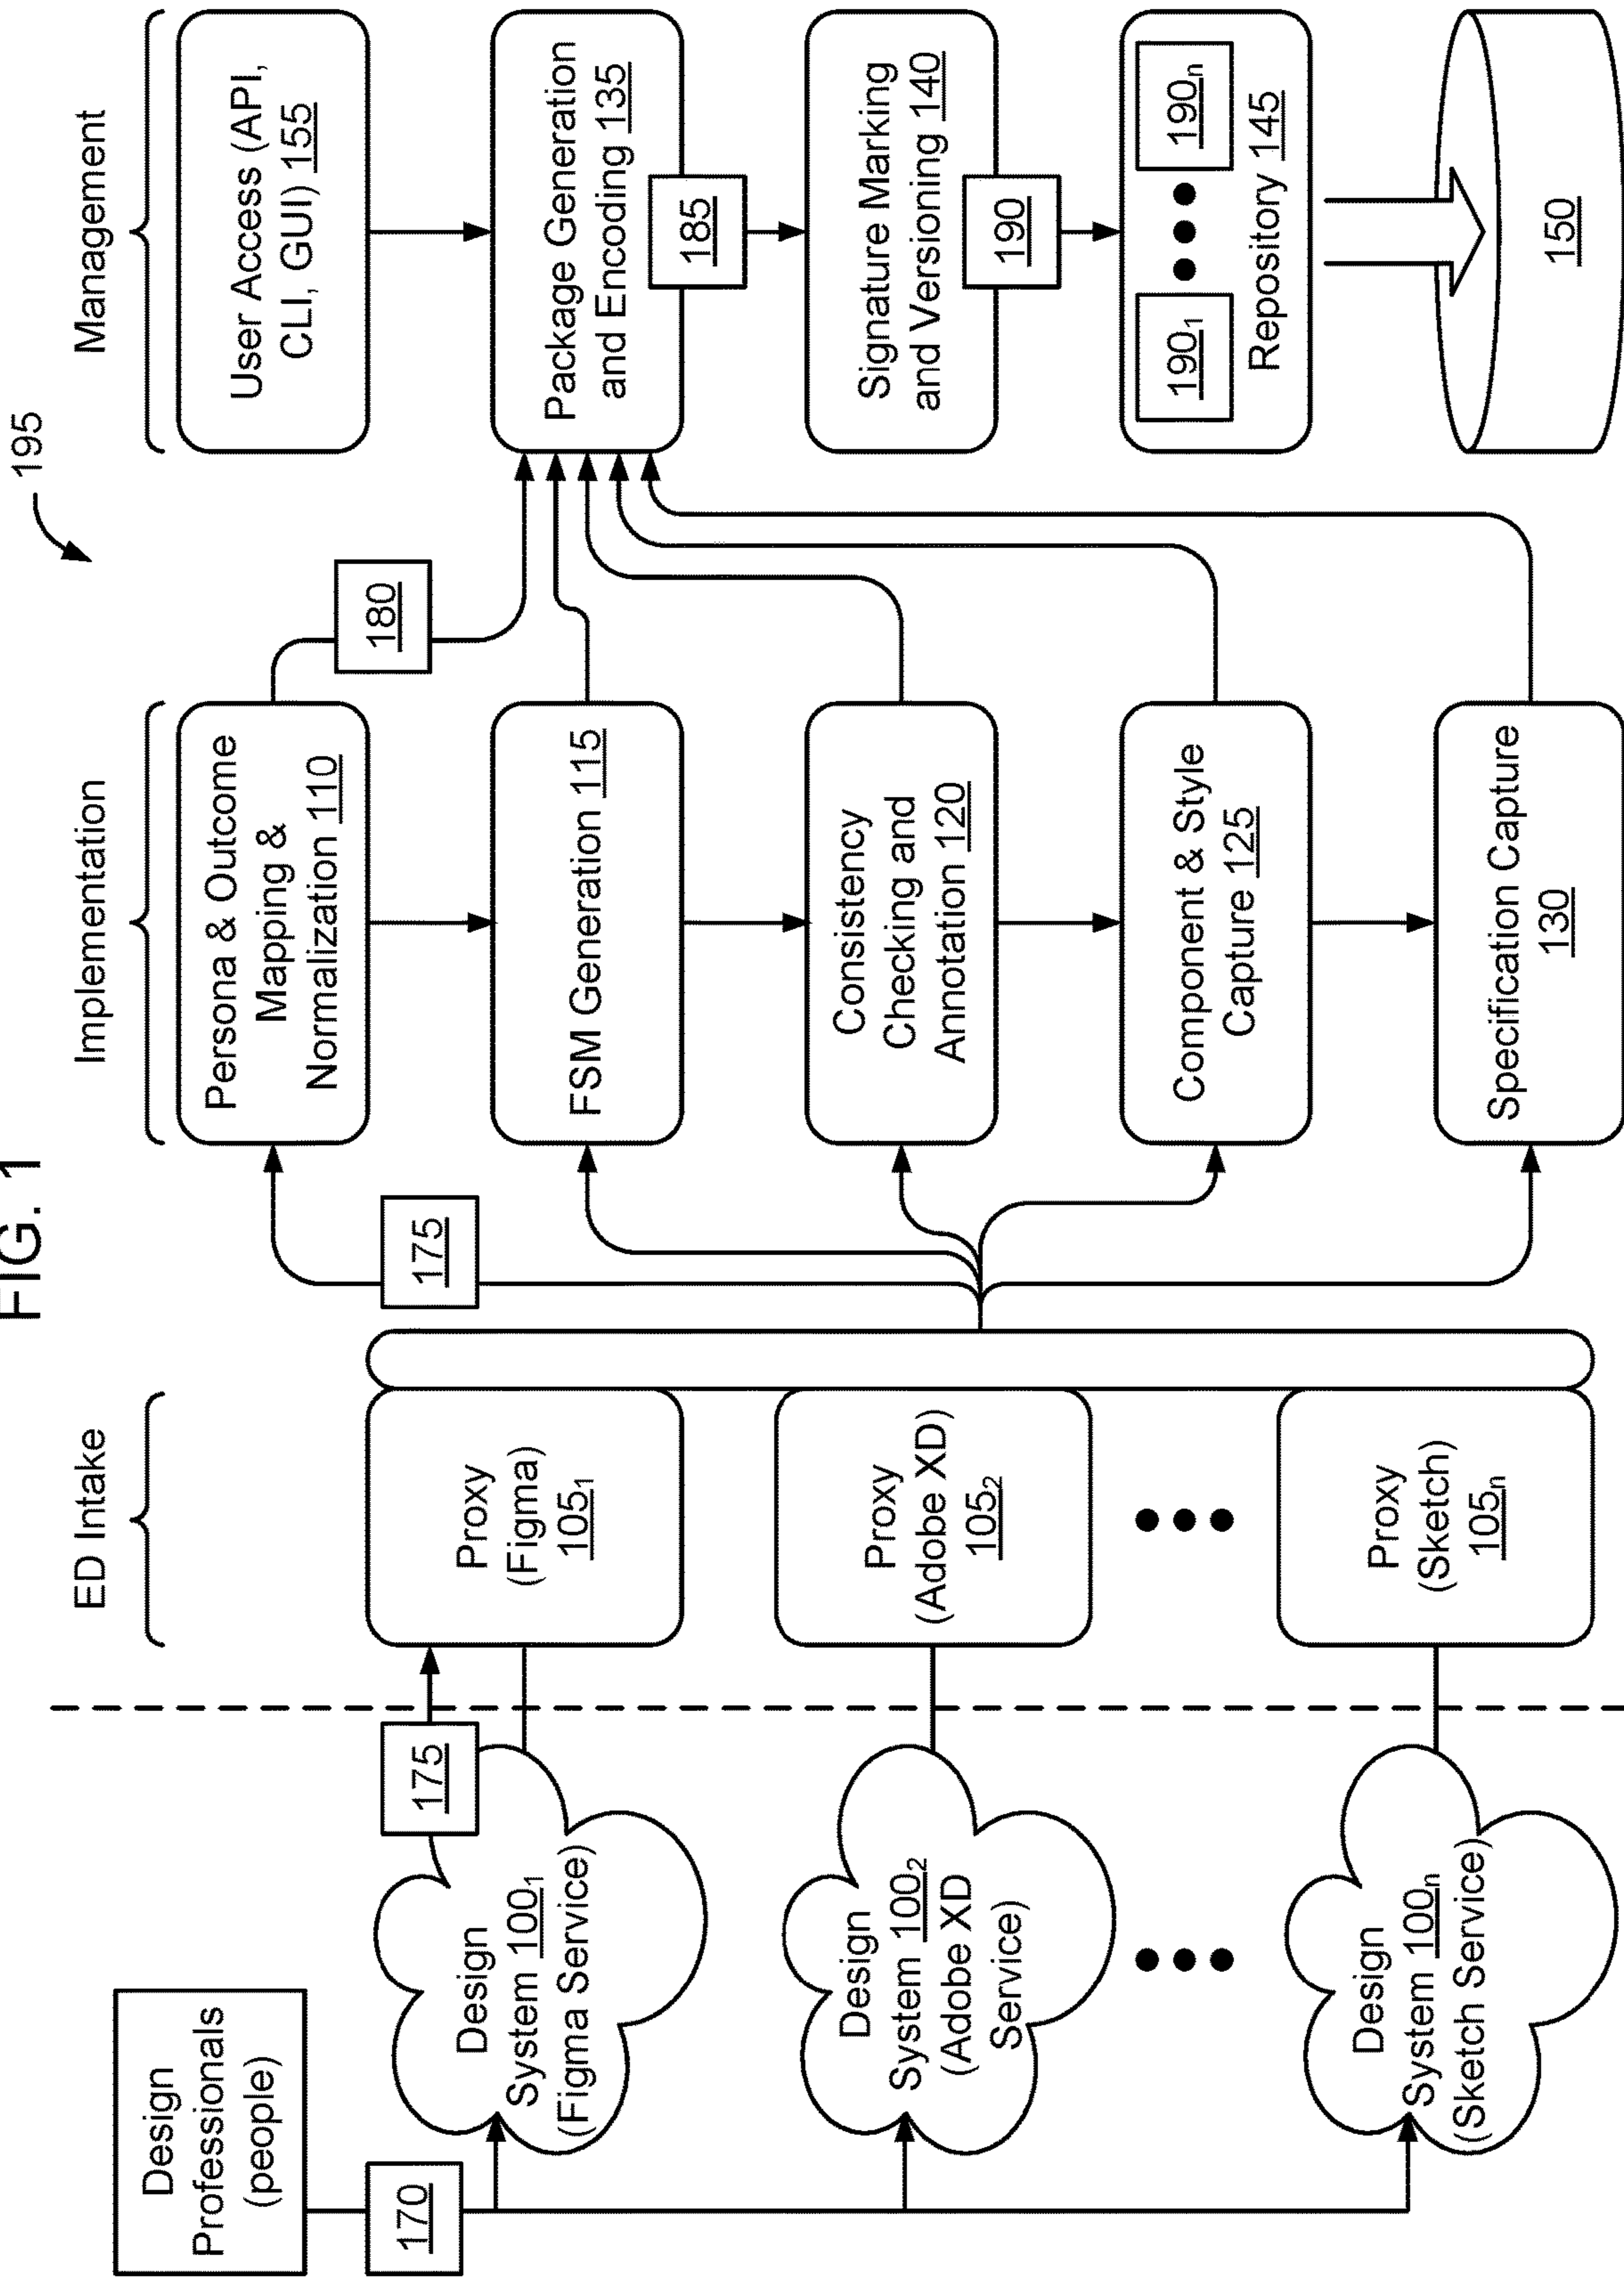 FIG. 1
195
ED Intake
Implementation
Management
Design
Professionals
(people)
170
Design
System 100₁
(Figma Service)
175
Design
System 100₂
(Adobe XD
Service)
Design
System 100ₙ
(Sketch Service)
Proxy
(Figma)
105₁
Proxy
(Adobe XD)
105₂
Proxy
(Sketch)
105ₙ
175
Persona & Outcome
Mapping &
Normalization 110
180
FSM Generation 115
Consistency
Checking and
Annotation 120
Component & Style
Capture 125
Specification Capture
130
User Access (API,
CLI, GUI) 155
Package Generation
and Encoding 135
185
Signature Marking
and Versioning 140
190
190₁
190ₙ
Repository 145
150